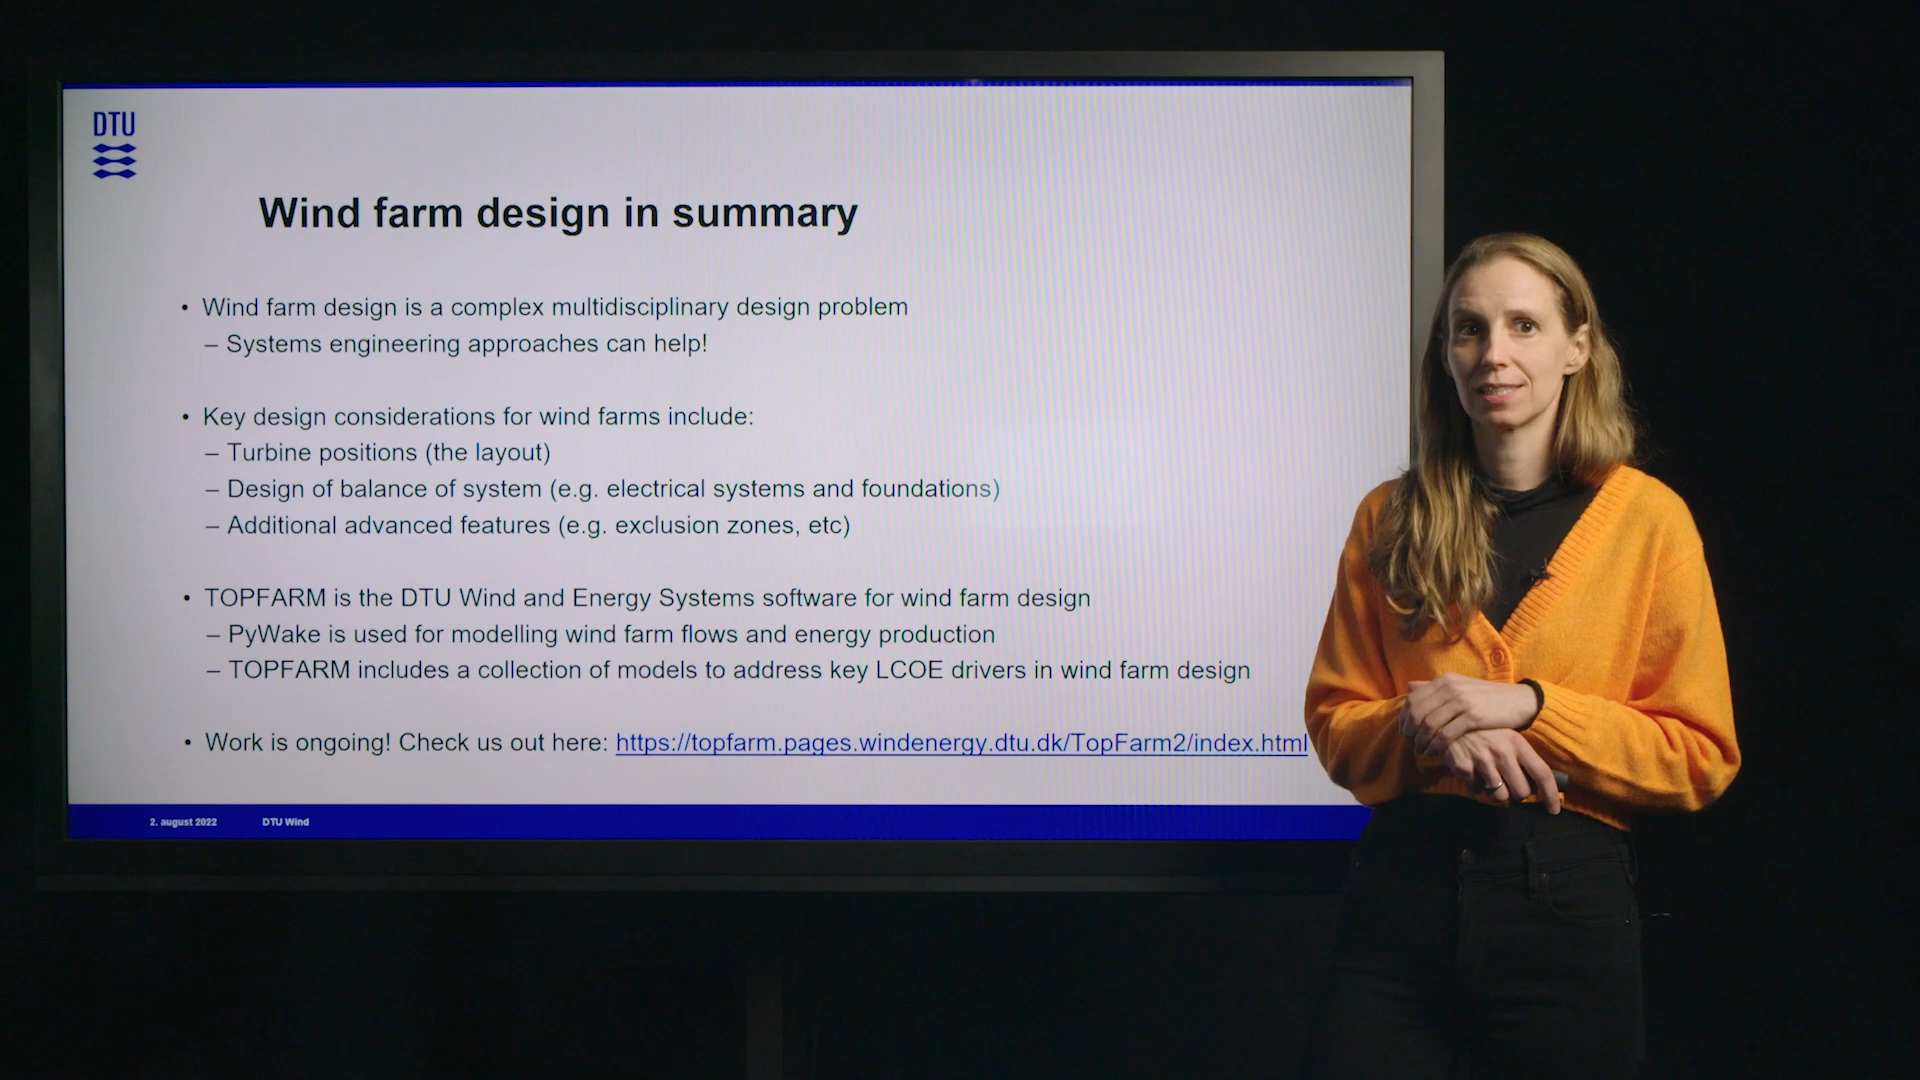 DTU
Wind farm design in summary
• Wind farm design is a complex multidisciplinary design problem
– Systems engineering approaches can help!
• Key design considerations for wind farms include:
– Turbine positions (the layout)
– Design of balance of system (e.g. electrical systems and foundations)
– Additional advanced features (e.g. exclusion zones, etc)
• TOPFARM is the DTU Wind and Energy Systems software for wind farm design
– PyWake is used for modelling wind farm flows and energy production
– TOPFARM includes a collection of models to address key LCOE drivers in wind farm design
• Work is ongoing! Check us out here: https://topfarm.pages.windenergy.dtu.dk/TopFarm2/index.html
2. august 2022 DTU Wind